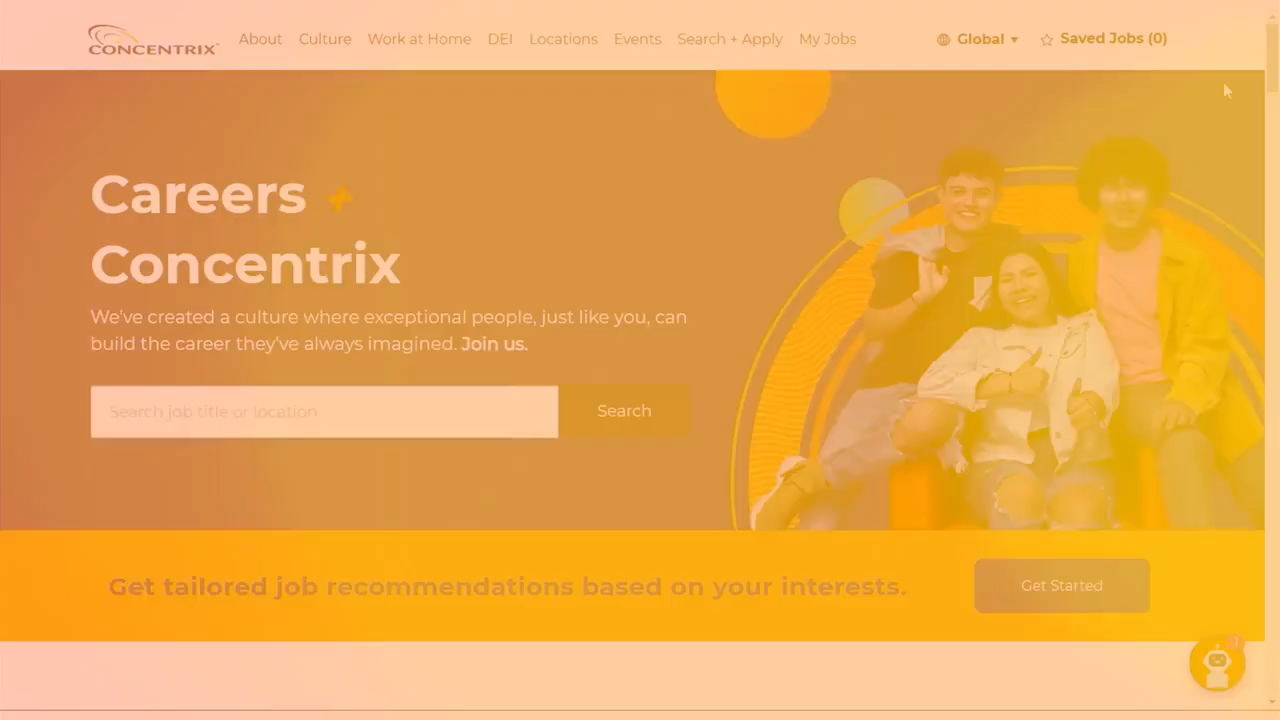 CONCENTRIX
About Culture Work at Home DEI Locations Events Search + Apply My Jobs Global Saved Jobs (0)
Careers +
Concentrix
We've created a culture where exceptional people, just like you, can
build the career they've always imagined. Join us.
Search job title or location Search
Get tailored job recommendations based on your interests. Get Started
1